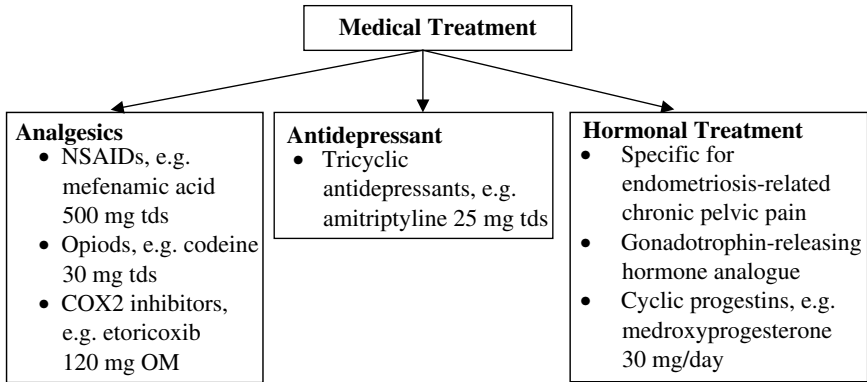 Medical Treatment
Analgesics
• NSAIDs, e.g.
mefenamic acid
500 mg tds
• Opiods, e.g. codeine
30 mg tds
• COX2 inhibitors,
e.g. etoricoxib
120 mg OM
Antidepressant
• Tricyclic
antidepressants, e.g.
amitriptyline 25 mg tds
Hormonal Treatment
• Specific for
endometriosis-related
chronic pelvic pain
• Gonadotrophin-releasing
hormone analogue
• Cyclic progestins, e.g.
medroxyprogesterone
30 mg/day